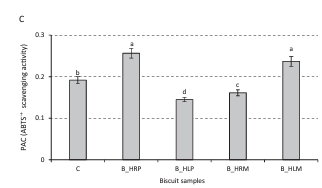 C
PAC (ABTS⁻⁺ scavenging activity)
0.3
0.2
0.1
0
b
a
d
c
a
C B_HRP B_HLP B_HRM B_HLM
Biscuit samples